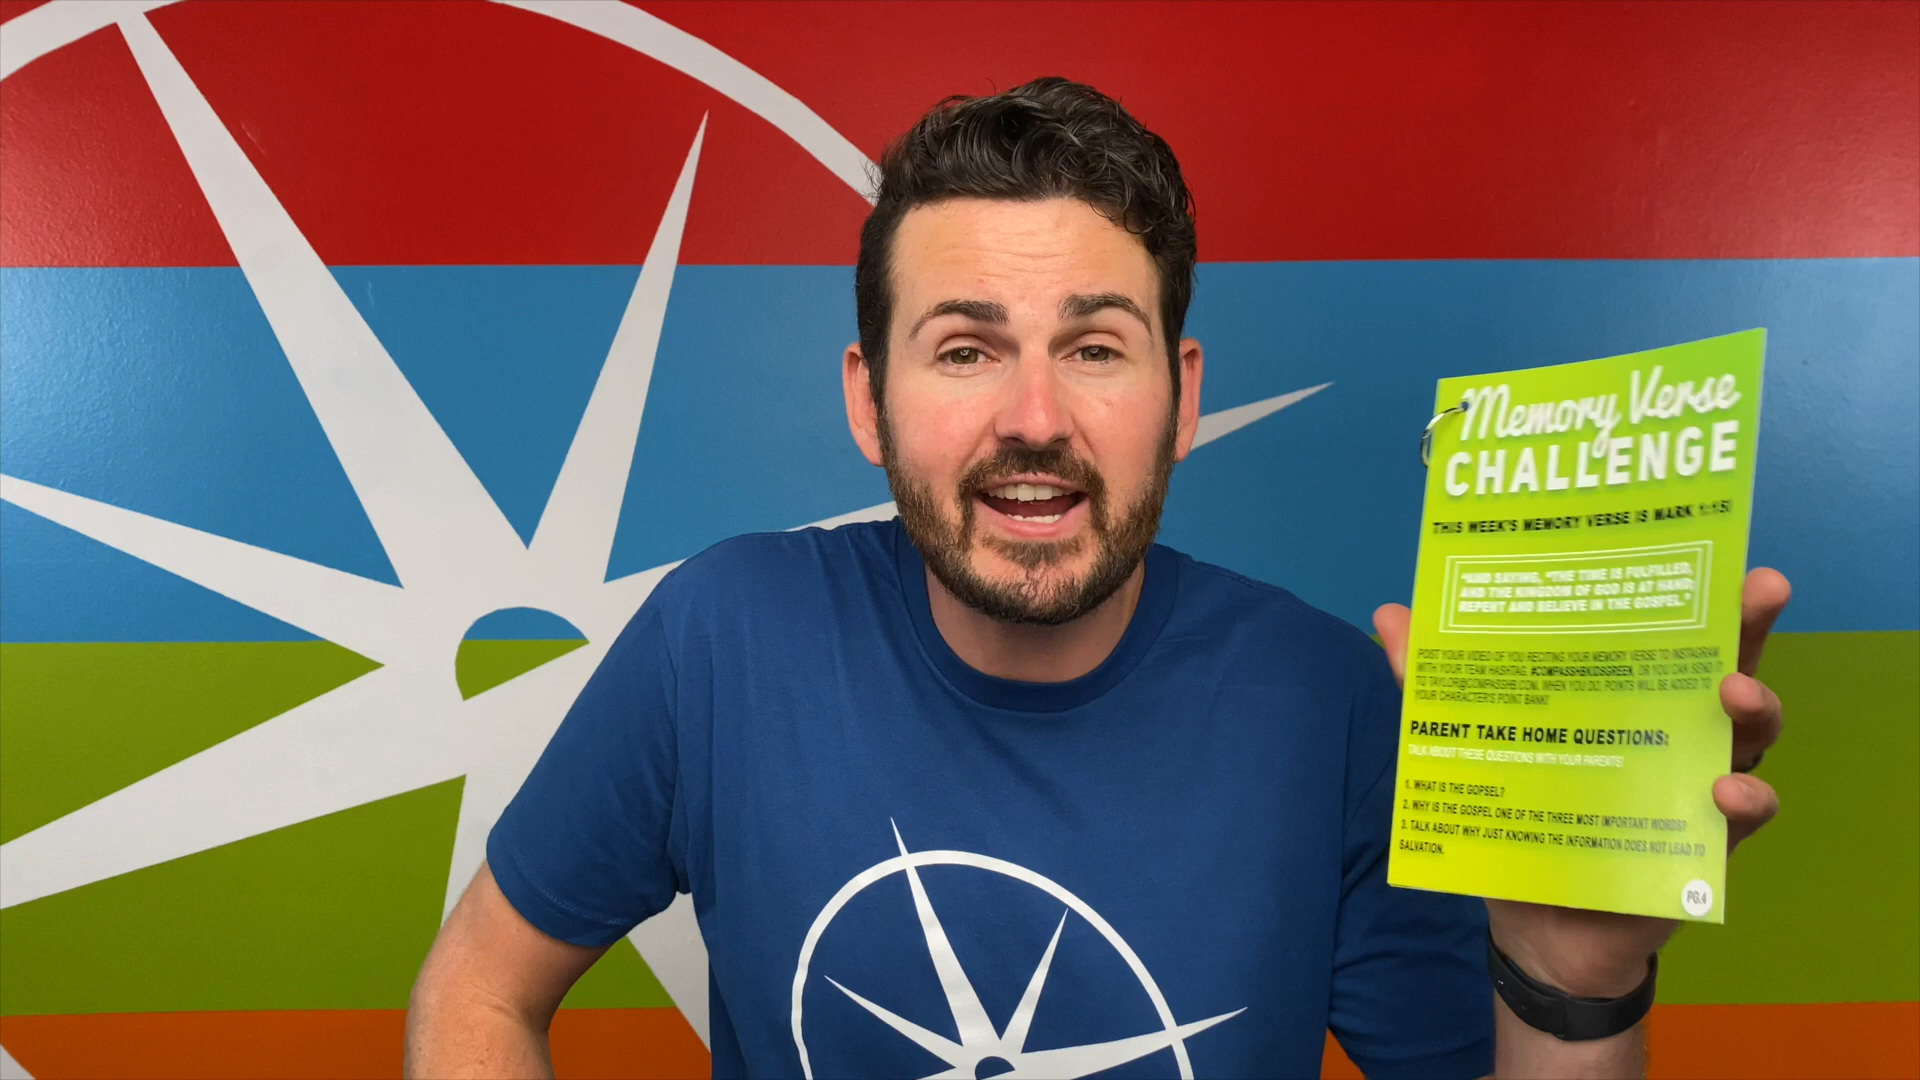 Memory Verse
CHALLENGE
THIS WEEK'S MEMORY VERSE IS MARK 1:15!
"AND SAYING, "THE TIME IS FULFILLED,
AND THE KINGDOM OF GOD IS AT HAND;
REPENT AND BELIEVE IN THE GOSPEL."
POST YOUR VIDEO OF YOU RECITING YOUR MEMORY VERSE TO INSTAGRAM
WITH YOUR TEAM HASHTAG #COMPASSHBKIDSGREEK, OR YOU CAN SEND IT
TO TAYLOR@COMPASSHB.COM. WHEN YOU DO, POINTS WILL BE ADDED TO
YOUR CHARACTER'S POINT BANK!
PARENT TAKE HOME QUESTIONS:
TALK ABOUT THESE QUESTIONS WITH YOUR PARENTS!
1. WHAT IS THE GOPSEL?
2. WHY IS THE GOSPEL ONE OF THE THREE MOST IMPORTANT WORDS?
3. TALK ABOUT WHY JUST KNOWING THE INFORMATION DOES NOT LEAD TO
SALVATION.
PG.4